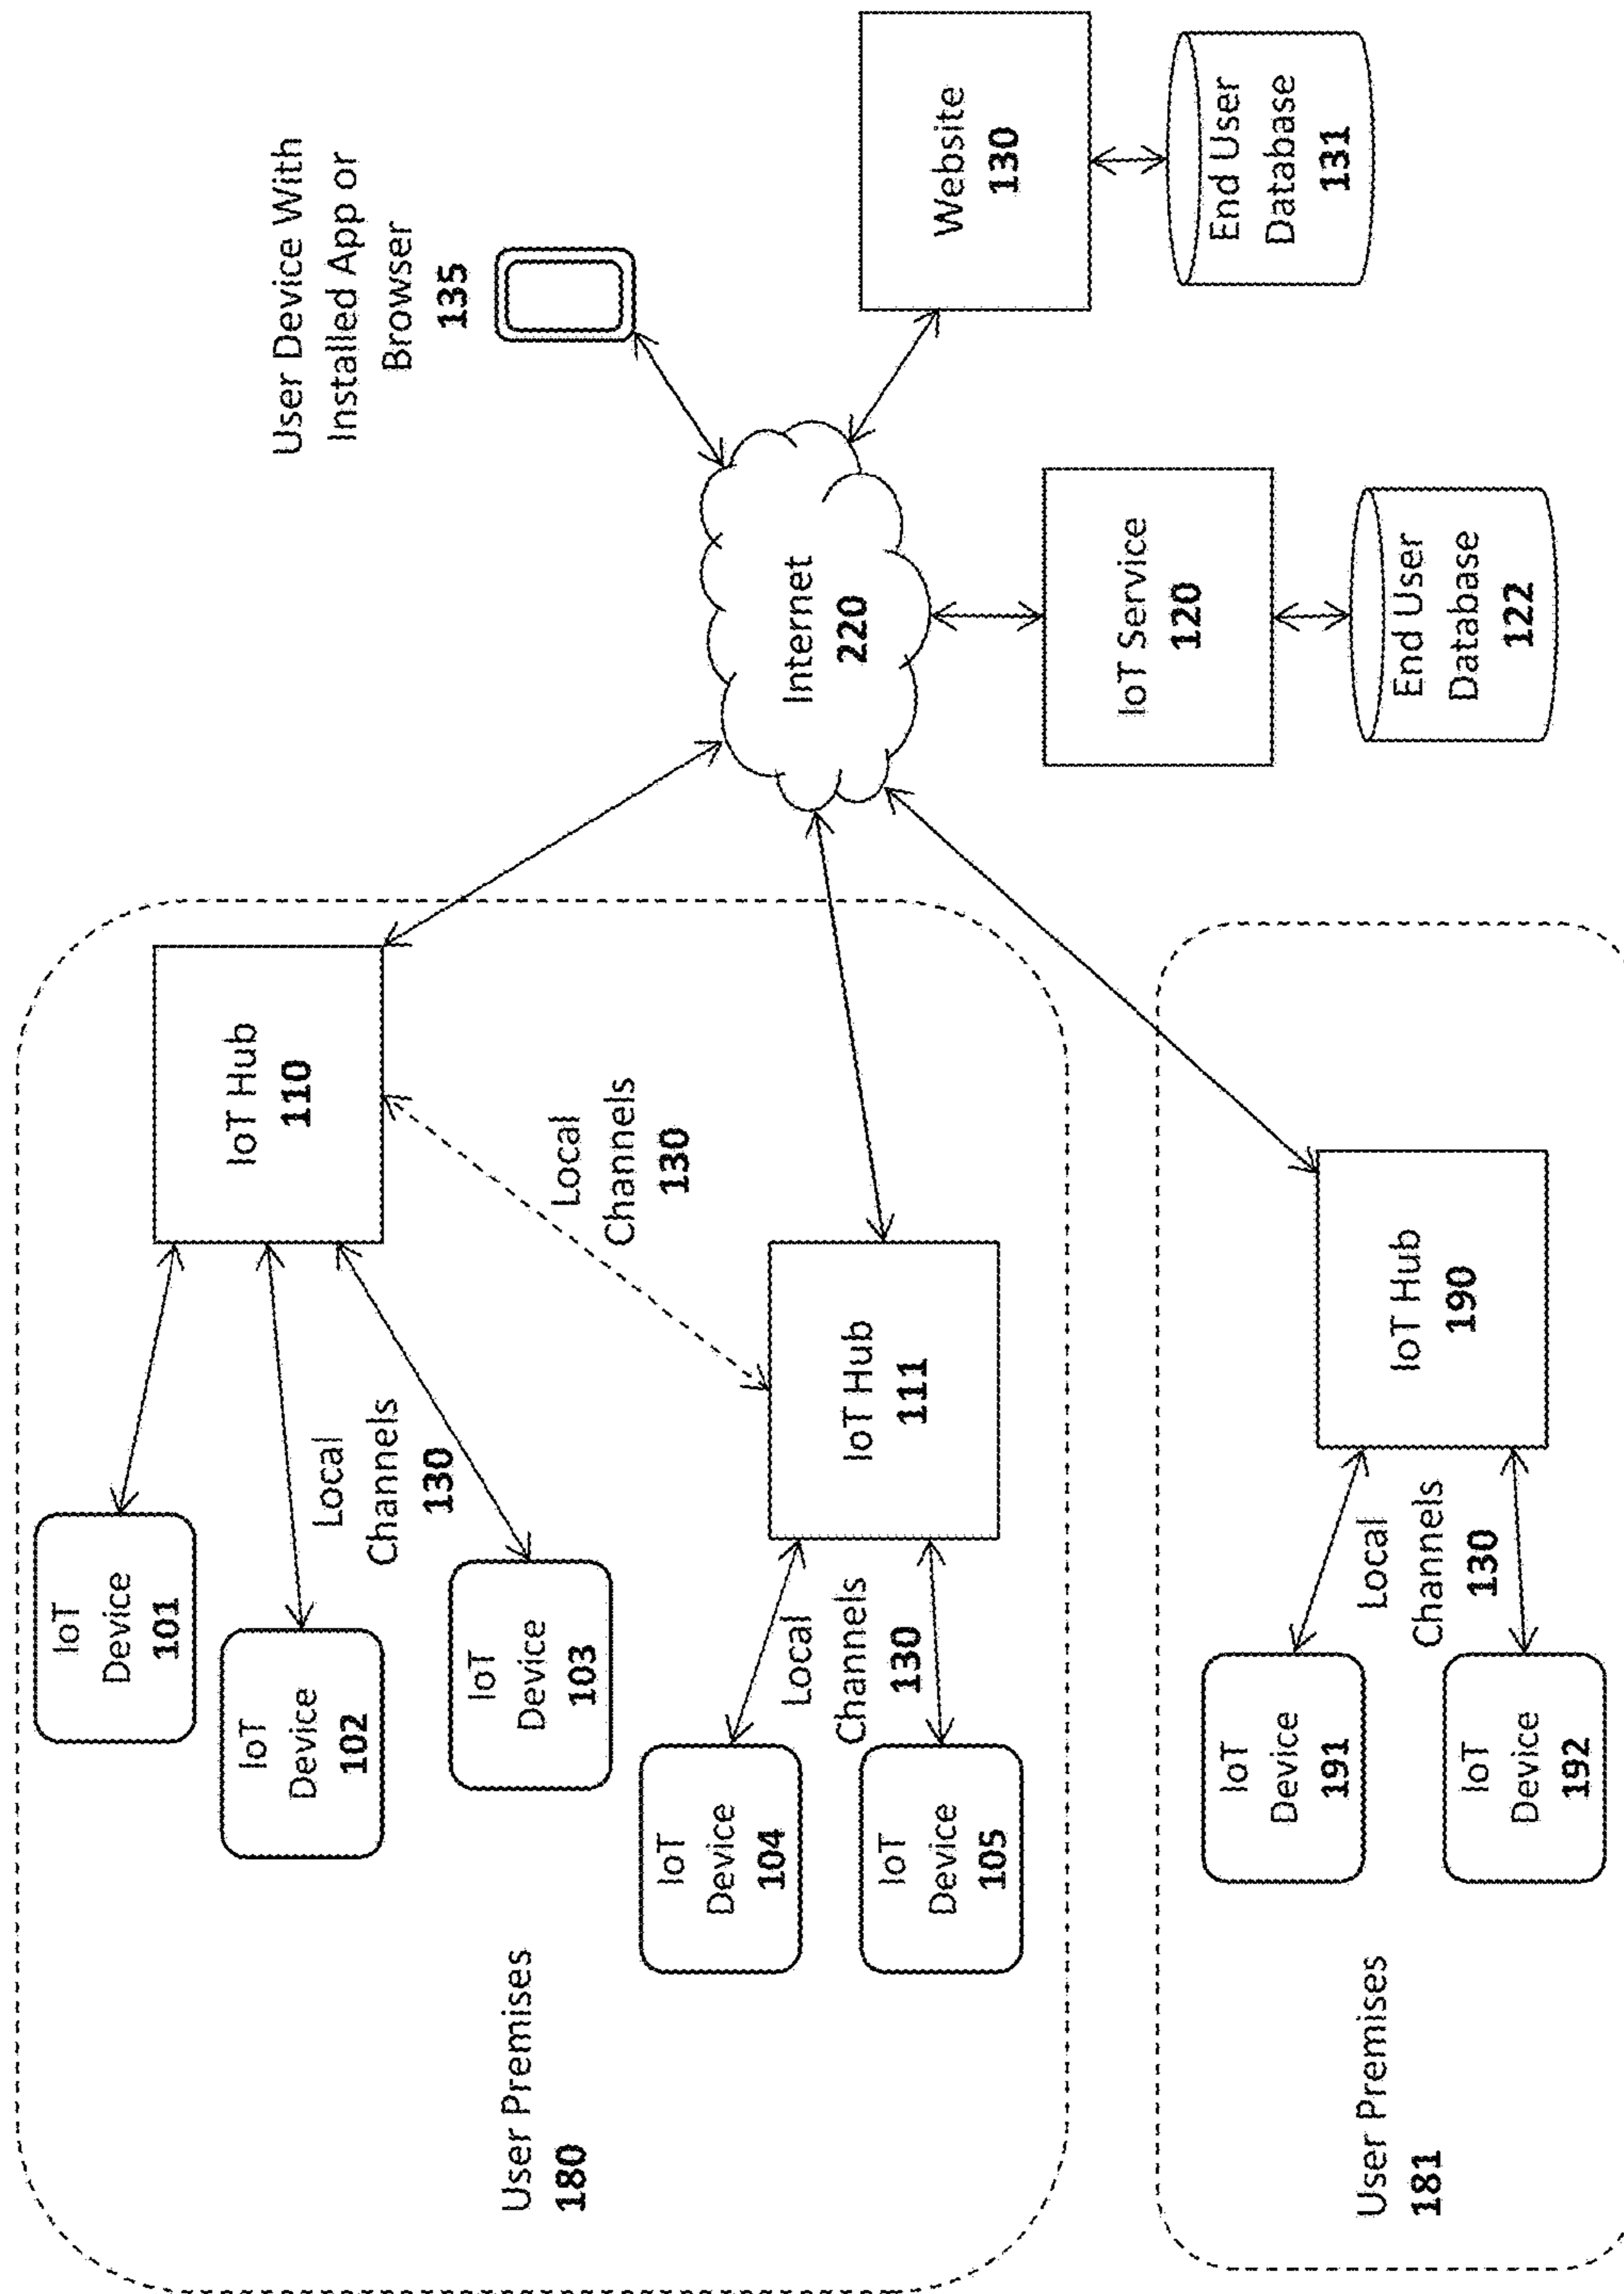 User Device With
Installed App or
Browser
135
IoT
Device
101
IoT
Device
102
IoT
Device
103
Local
Channels
130
IoT Hub
110
Local
Channels
130
User Premises
180
IoT
Device
104
IoT
Device
105
Local
Channels
130
IoT Hub
111
Internet
220
Website
130
End User
Database
131
IoT Service
120
End User
Database
122
IoT
Device
191
IoT
Device
192
Local
Channels
130
IoT Hub
190
User Premises
181